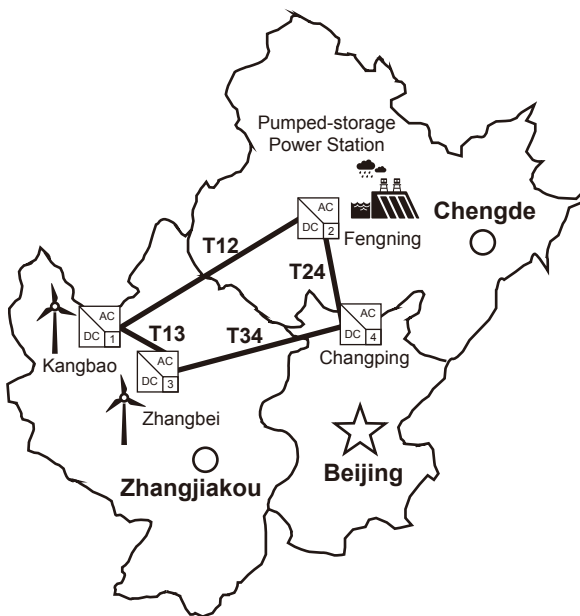 Pumped-storage
Power Station
Chengde
AC
DC
2
Fengning
T12
T24
AC
DC
1
Kangbao
T13
T34
AC
DC
4
Changping
AC
DC
3
Zhangbei
Zhangjiakou
Beijing